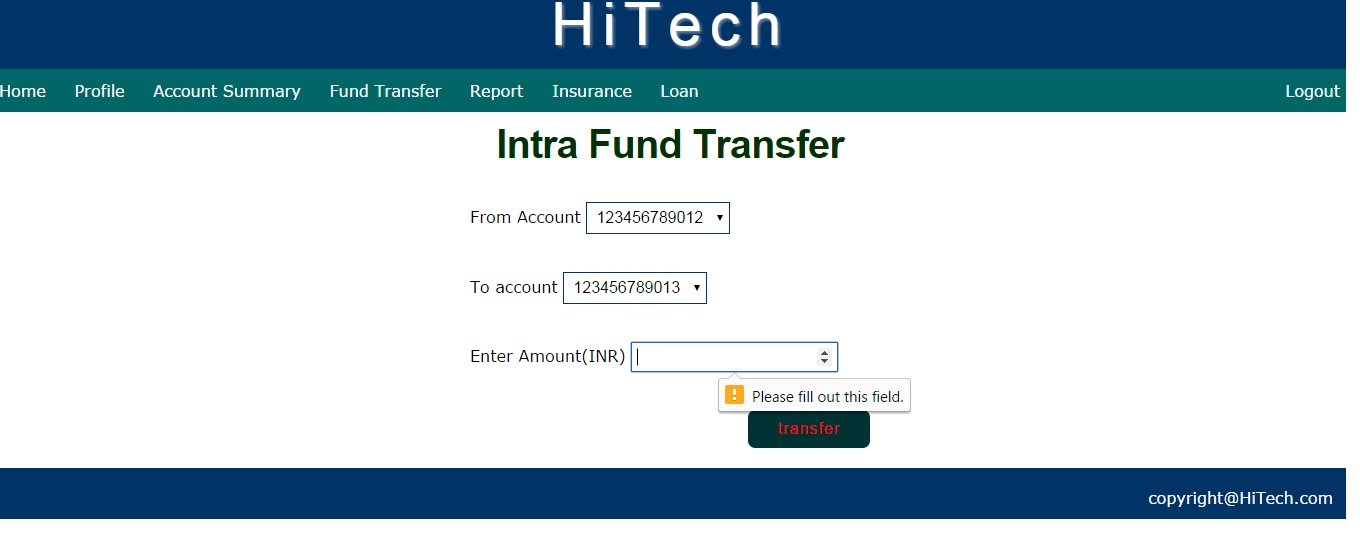 HiTech
Home Profile Account Summary Fund Transfer Report Insurance Loan Logout
Intra Fund Transfer
From Account 123456789012
To account 123456789013
Enter Amount(INR)
Please fill out this field.
transfer
copyright@HiTech.com